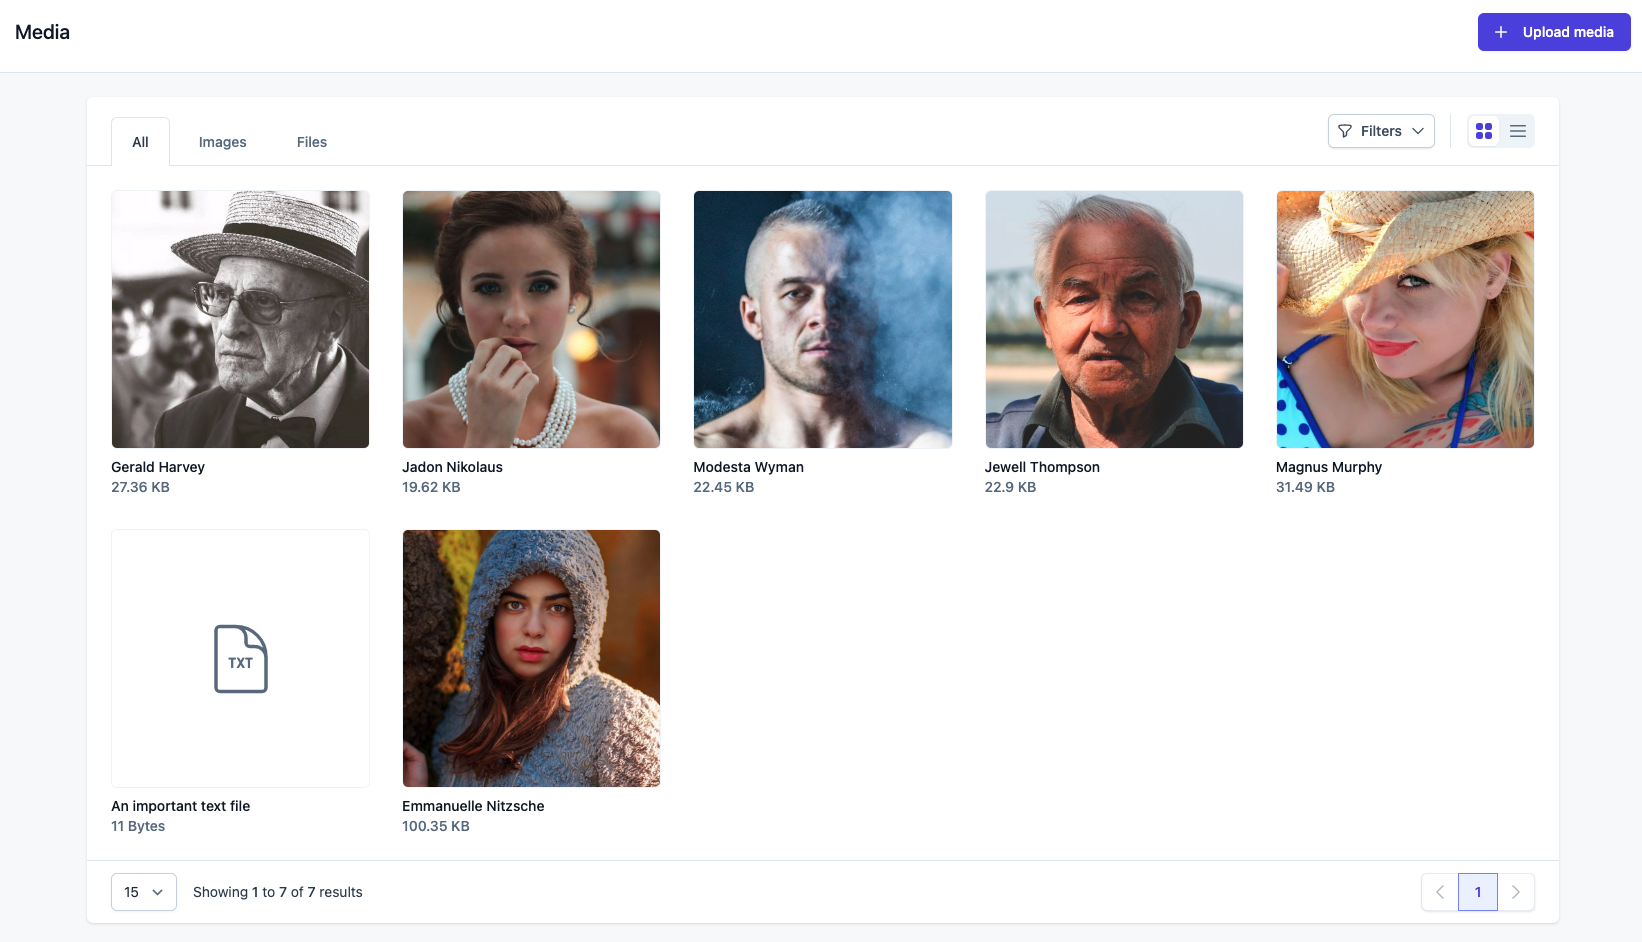 Media
Upload media
All
Images
Files
Filters
Gerald Harvey
27.36 KB
Jadon Nikolaus
19.62 KB
Modesta Wyman
22.45 KB
Jewell Thompson
22.9 KB
Magnus Murphy
31.49 KB
TXT
An important text file
11 Bytes
Emmanuelle Nitzsche
100.35 KB
15
Showing 1 to 7 of 7 results
1